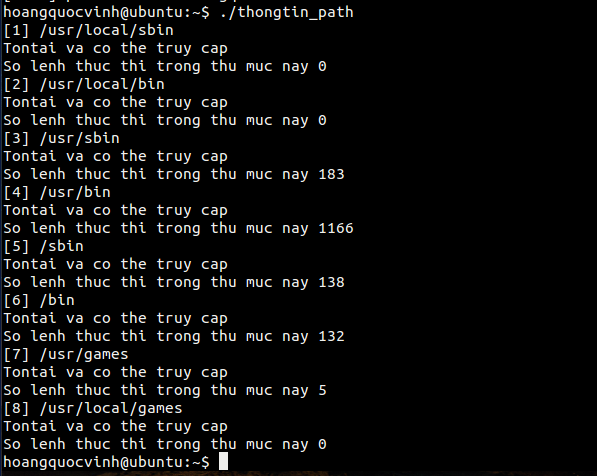 hoangquocvinh@ubuntu:~$ ./thongtin_path
[1] /usr/local/sbin
Tontai va co the truy cap
So lenh thuc thi trong thu muc nay 0
[2] /usr/local/bin
Tontai va co the truy cap
So lenh thuc thi trong thu muc nay 0
[3] /usr/sbin
Tontai va co the truy cap
So lenh thuc thi trong thu muc nay 183
[4] /usr/bin
Tontai va co the truy cap
So lenh thuc thi trong thu muc nay 1166
[5] /sbin
Tontai va co the truy cap
So lenh thuc thi trong thu muc nay 138
[6] /bin
Tontai va co the truy cap
So lenh thuc thi trong thu muc nay 132
[7] /usr/games
Tontai va co the truy cap
So lenh thuc thi trong thu muc nay 5
[8] /usr/local/games
Tontai va co the truy cap
So lenh thuc thi trong thu muc nay 0
hoangquocvinh@ubuntu:~$